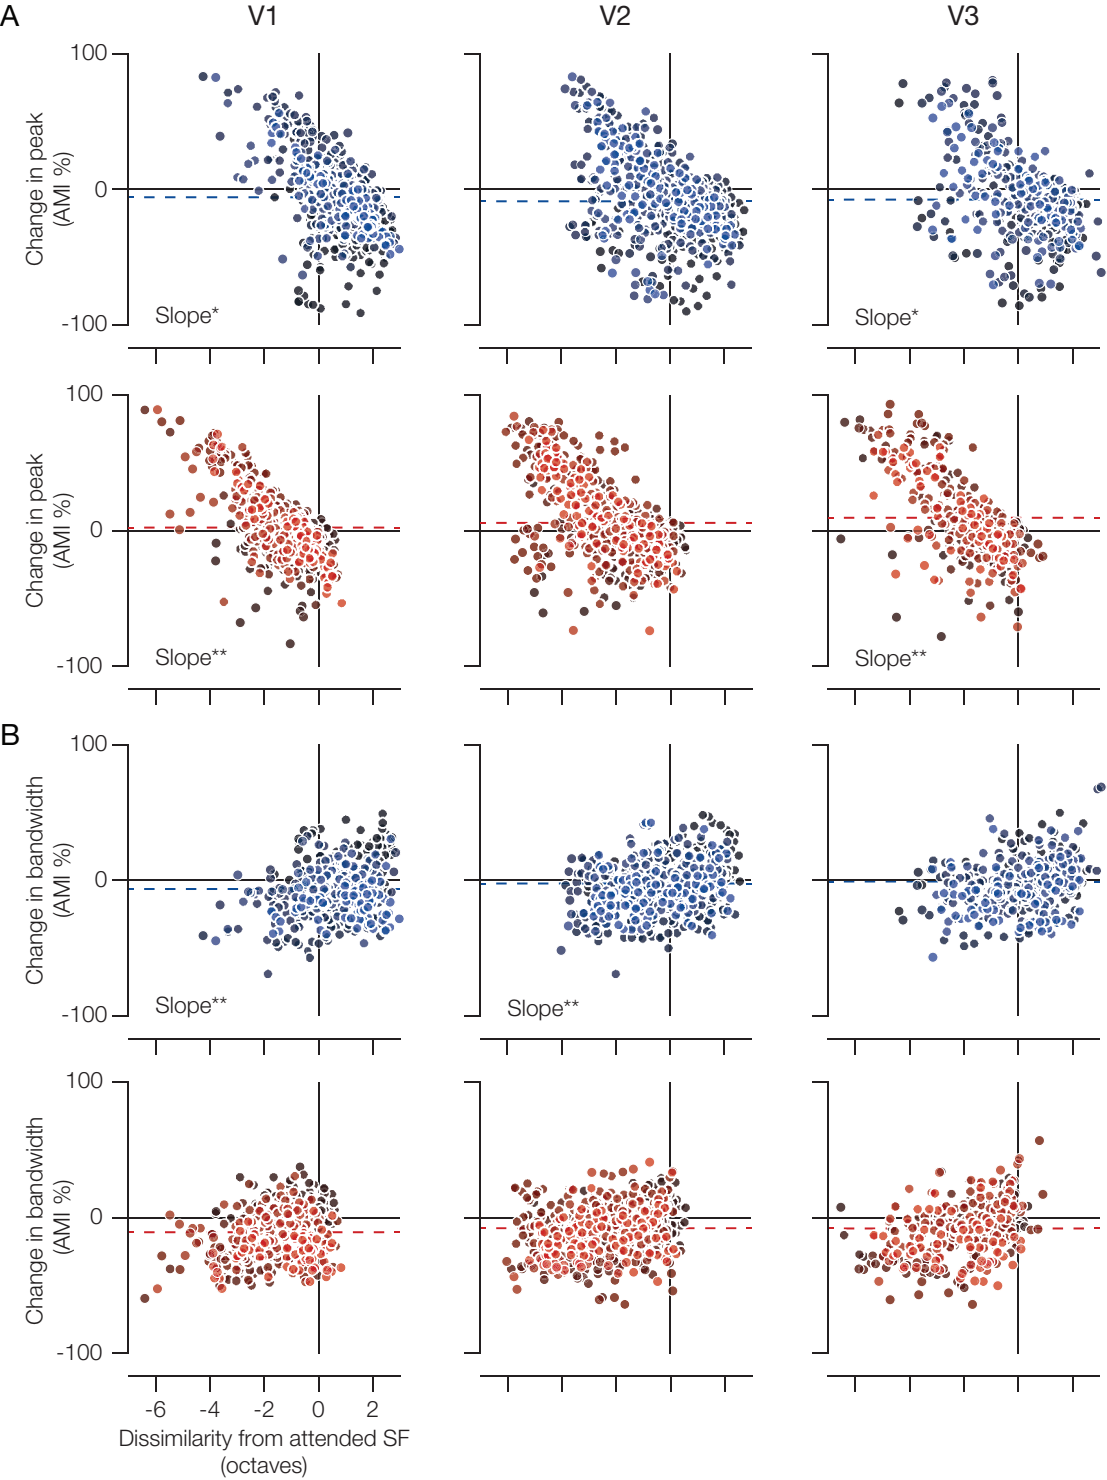 A
V1
V2
V3
100
0
-100
Change in peak
(AMI %)
Slope*
Slope*
100
0
-100
Change in peak
(AMI %)
Slope**
Slope**
B
100
0
-100
Change in bandwidth
(AMI %)
Slope**
Slope**
100
0
-100
Change in bandwidth
(AMI %)
-6 -4 -2 0 2
Dissimilarity from attended SF
(octaves)